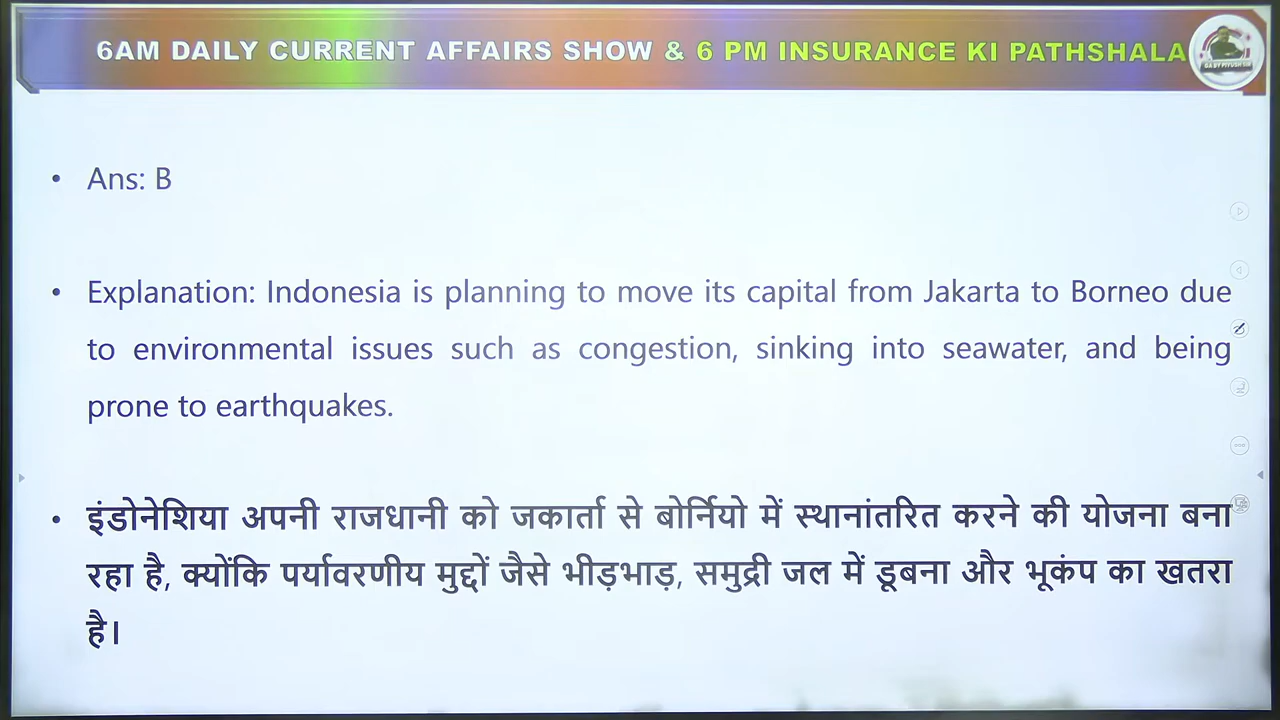 6AM DAILY CURRENT AFFAIRS SHOW & 6 PM INSURANCE KI PATHSHALA
• Ans: B
• Explanation: Indonesia is planning to move its capital from Jakarta to Borneo due
to environmental issues such as congestion, sinking into seawater, and being
prone to earthquakes.
• इंडोनेशिया अपनी राजधानी को जकार्ता से बोर्नियो में स्थानांतरित करने की योजना बना
रहा है, क्योंकि पर्यावरणीय मुद्दों जैसे भीड़भाड़, समुद्री जल में डूबना और भूकंप का खतरा
है।